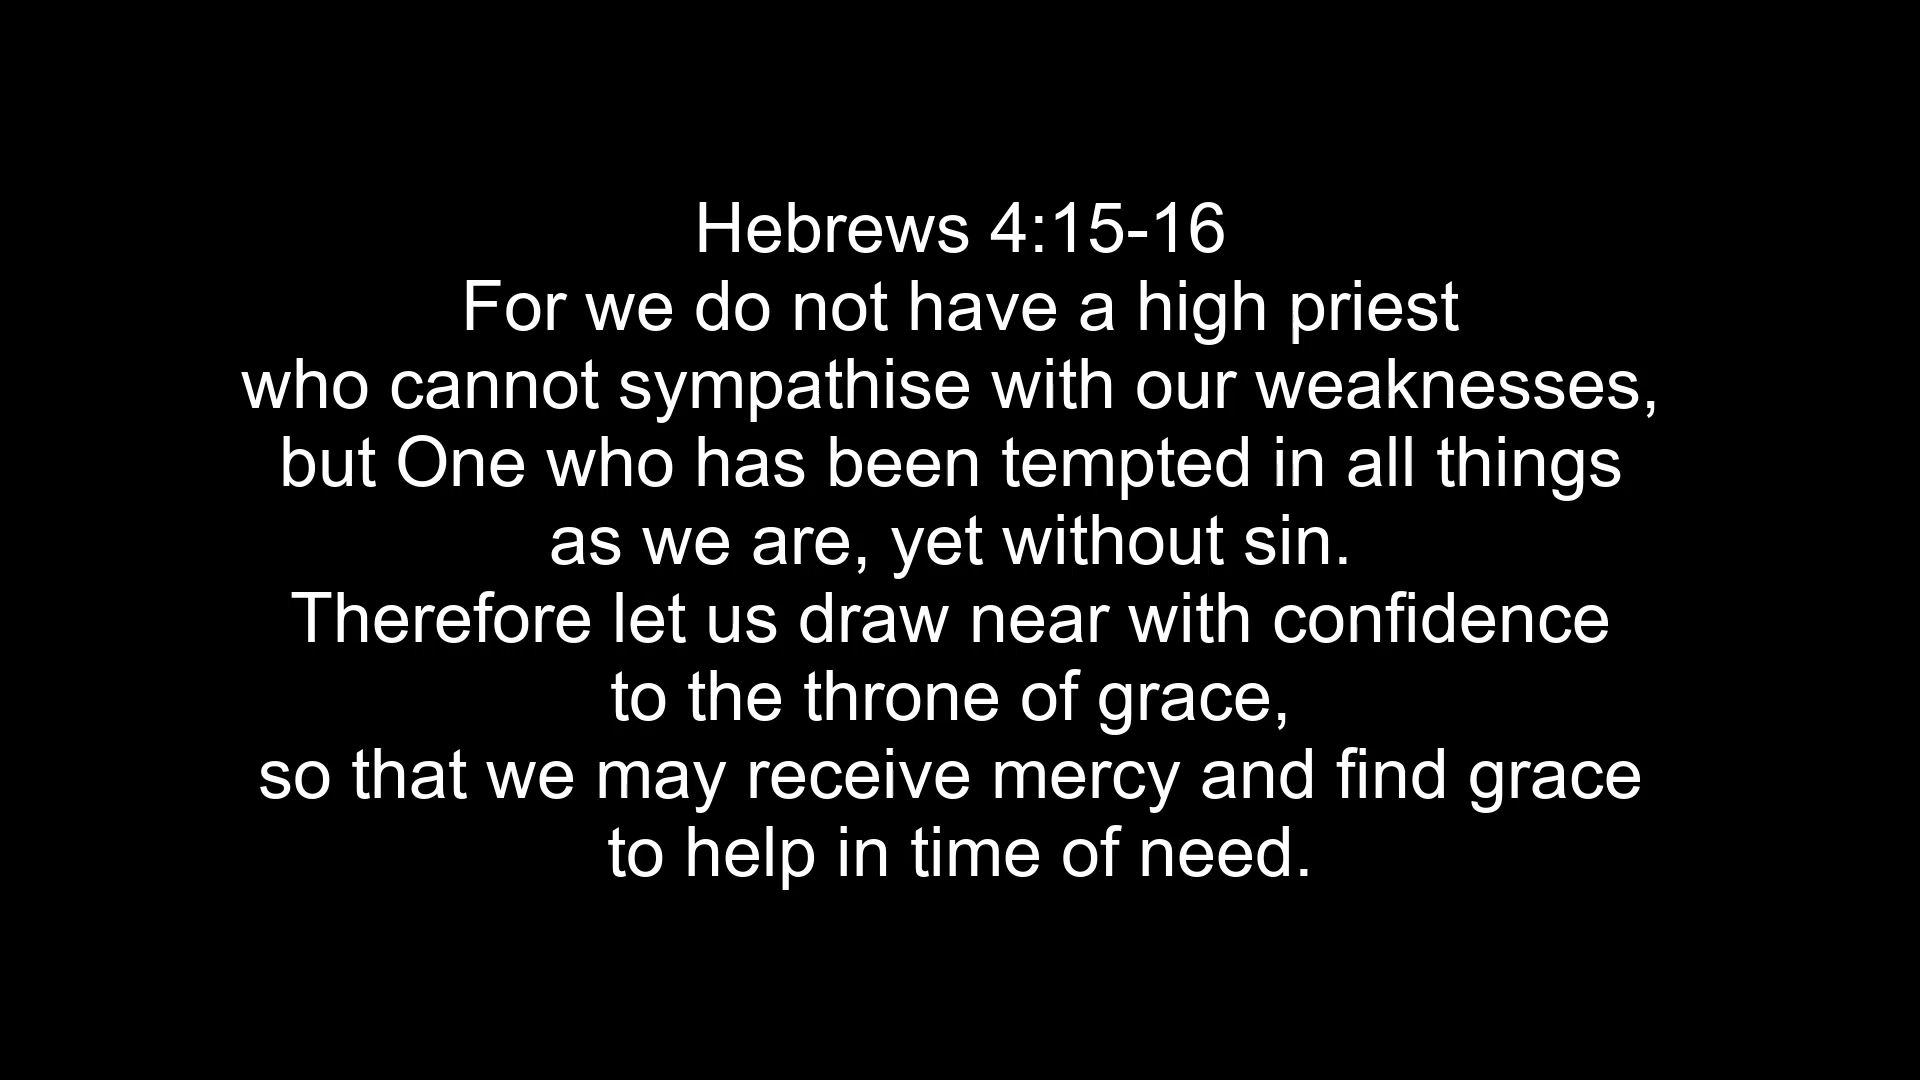 Hebrews 4:15-16
For we do not have a high priest
who cannot sympathise with our weaknesses,
but One who has been tempted in all things
as we are, yet without sin.
Therefore let us draw near with confidence
to the throne of grace,
so that we may receive mercy and find grace
to help in time of need.